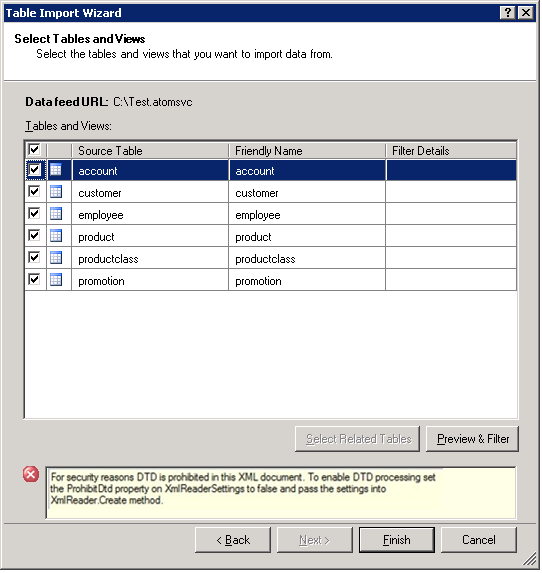 Table Import Wizard
Select Tables and Views
Select the tables and views that you want to import data from.
Data feed URL: C:\Test.atomsvc
Tables and Views:
Source Table Friendly Name Filter Details
account account
customer customer
employee employee
product product
productclass productclass
promotion promotion
Select Related Tables Preview & Filter
For security reasons DTD is prohibited in this XML document. To enable DTD processing set
the ProhibitDtd property on XmlReaderSettings to false and pass the settings into
XmlReader.Create method.
< Back Next > Finish Cancel